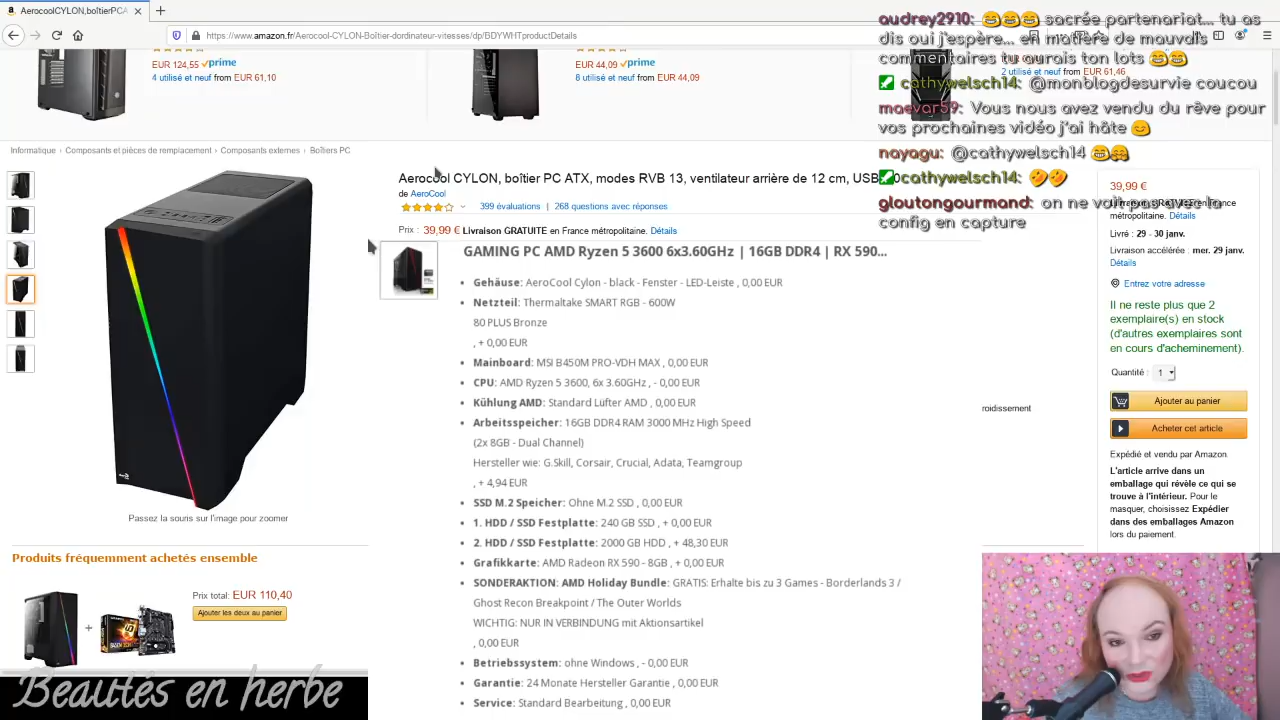 AerocoolCYLON,boîtierPCA
https://www.amazon.fr/Aerocool-CYLON-Boîtier-dordinateur-vitesses/dp/BDYWHTproductDetails
EUR 124,55 prime
4 utilisé et neuf from EUR 61,10
EUR 44,09 prime
8 utilisé et neuf from EUR 44,09
2 utilisé et neuf from EUR 61,46
audrey2910: 😁😁😁 sacrée partenariat... tu as
dis oui j'espère... en matière de mauvais
commentaires tu aurais ton lots 😁😁
cathywelsch14: @monblogdesurvie coucou
maevar59: Vous nous avez vendu du rêve pour
vos prochaines vidéo j'ai hâte 😊
nayagu: @cathywelsch14 😁🤗
cathywelsch14: 🤣🤣
gloutongourmand: on ne voit pas avec la
config en capture
Informatique › Composants et pièces de remplacement › Composants externes › Boîtiers PC
Aerocool CYLON, boîtier PC ATX, modes RVB 13, ventilateur arrière de 12 cm, USB
de AeroCool
399 évaluations | 268 questions avec réponses
Prix : 39,99 € Livraison GRATUITE en France métropolitaine. Détails
GAMING PC AMD Ryzen 5 3600 6x3.60GHz | 16GB DDR4 | RX 590...
Gehäuse: AeroCool Cylon - black - Fenster - LED-Leiste , 0,00 EUR
Netzteil: Thermaltake SMART RGB - 600W
80 PLUS Bronze
, + 0,00 EUR
Mainboard: MSI B450M PRO-VDH MAX , 0,00 EUR
CPU: AMD Ryzen 5 3600, 6x 3.60GHz , - 0,00 EUR
Kühlung AMD: Standard Lüfter AMD , 0,00 EUR
Arbeitsspeicher: 16GB DDR4 RAM 3000 MHz High Speed
(2x 8GB - Dual Channel)
Hersteller wie: G.Skill, Corsair, Crucial, Adata, Teamgroup
, + 4,94 EUR
SSD M.2 Speicher: Ohne M.2 SSD , 0,00 EUR
1. HDD / SSD Festplatte: 240 GB SSD , + 0,00 EUR
2. HDD / SSD Festplatte: 2000 GB HDD , + 48,30 EUR
Grafikkarte: AMD Radeon RX 590 - 8GB , + 0,00 EUR
SONDERAKTION: AMD Holiday Bundle: GRATIS: Erhalte bis zu 3 Games - Borderlands 3 /
Ghost Recon Breakpoint / The Outer Worlds
WICHTIG: NUR IN VERBINDUNG mit Aktionsartikel
, 0,00 EUR
Betriebssystem: ohne Windows , - 0,00 EUR
Garantie: 24 Monate Hersteller Garantie , 0,00 EUR
Service: Standard Bearbeitung , 0,00 EUR
roidissement
39,99 €
métropolitaine. Détails
Livré : 29 - 30 janv.
Livraison accélérée : mer. 29 janv.
Détails
Entrez votre adresse
Il ne reste plus que 2
exemplaire(s) en stock
(d'autres exemplaires sont
en cours d'acheminement).
Quantité : 1
Ajouter au panier
Acheter cet article
Expédié et vendu par Amazon.
L'article arrive dans un
emballage qui révèle ce qui se
trouve à l'intérieur. Pour le
masquer, choisissez Expédier
dans des emballages Amazon
lors du paiement.
Passez la souris sur l'image pour zoomer
Produits fréquemment achetés ensemble
Prix total: EUR 110,40
Ajouter les deux au panier
Beautés en herbe